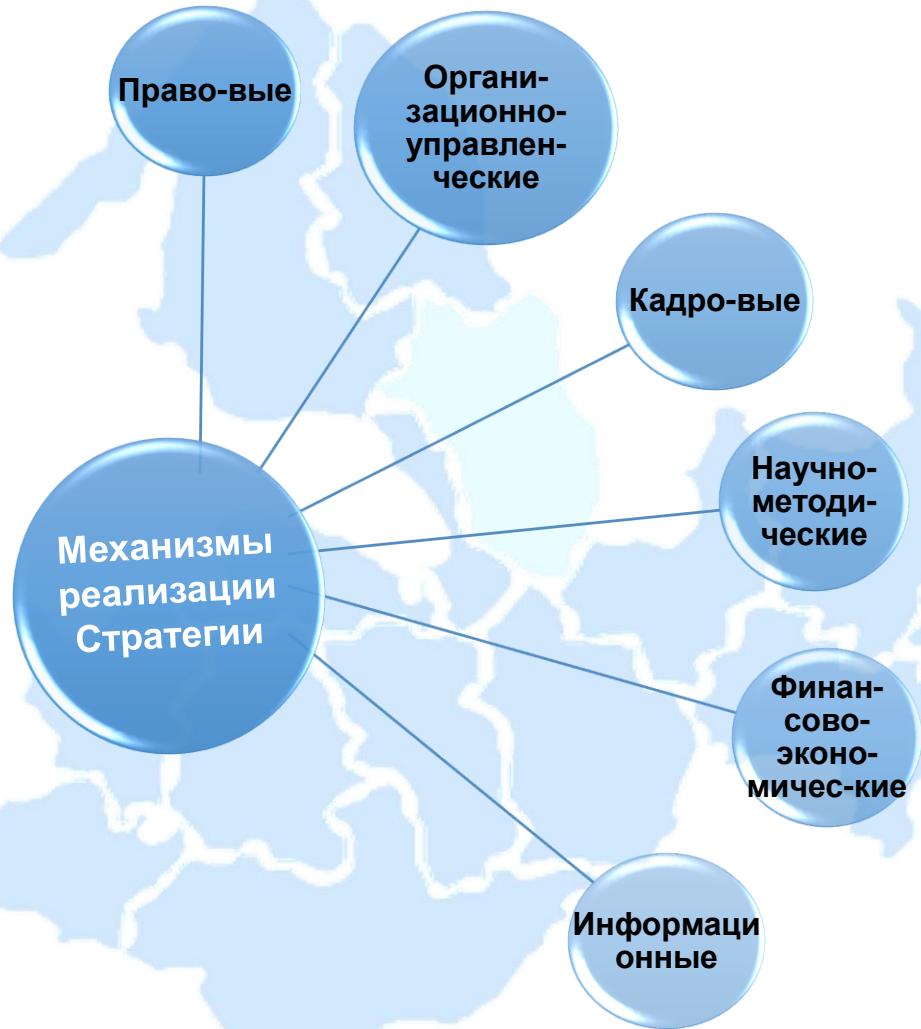 Право-вые
Органи-
зационно-
управлен-
ческие
Кадро-вые
Научно-
методи-
ческие
Механизмы
реализации
Стратегии
Финан-
сово-
эконо-
мичес-кие
Информаци
онные